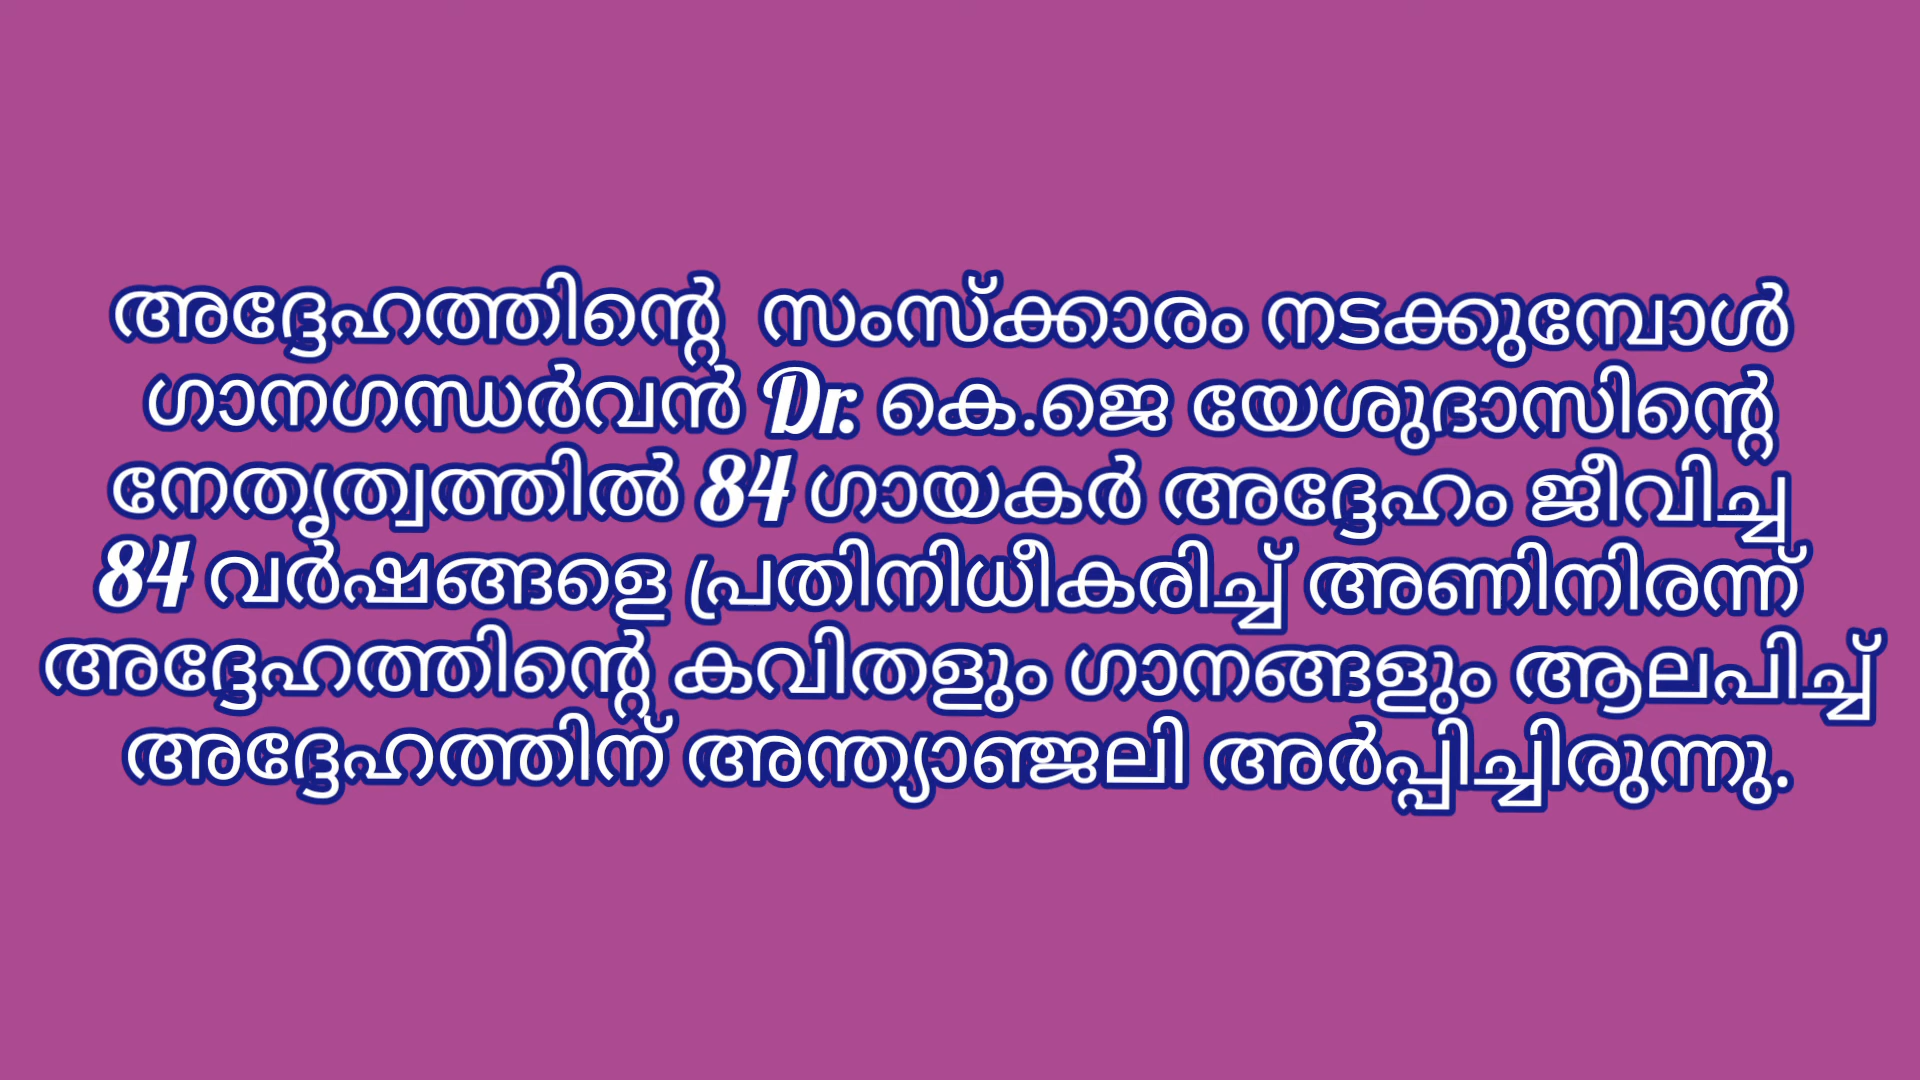 അദ്ദേഹത്തിന്റെ സംസ്ക്കാരം നടക്കുമ്പോൾ
ഗാനഗന്ധർവൻ Dr. കെ.ജെ യേശുദാസിന്റെ
നേതൃത്വത്തിൽ 84 ഗായകർ അദ്ദേഹം ജീവിച്ച
84 വർഷങ്ങളെ പ്രതിനിധീകരിച്ച് അണിനിരന്ന്
അദ്ദേഹത്തിന്റെ കവിതളും ഗാനങ്ങളും ആലപിച്ച്
അദ്ദേഹത്തിന് അന്ത്യാഞ്ജലി അർപ്പിച്ചിരുന്നു.